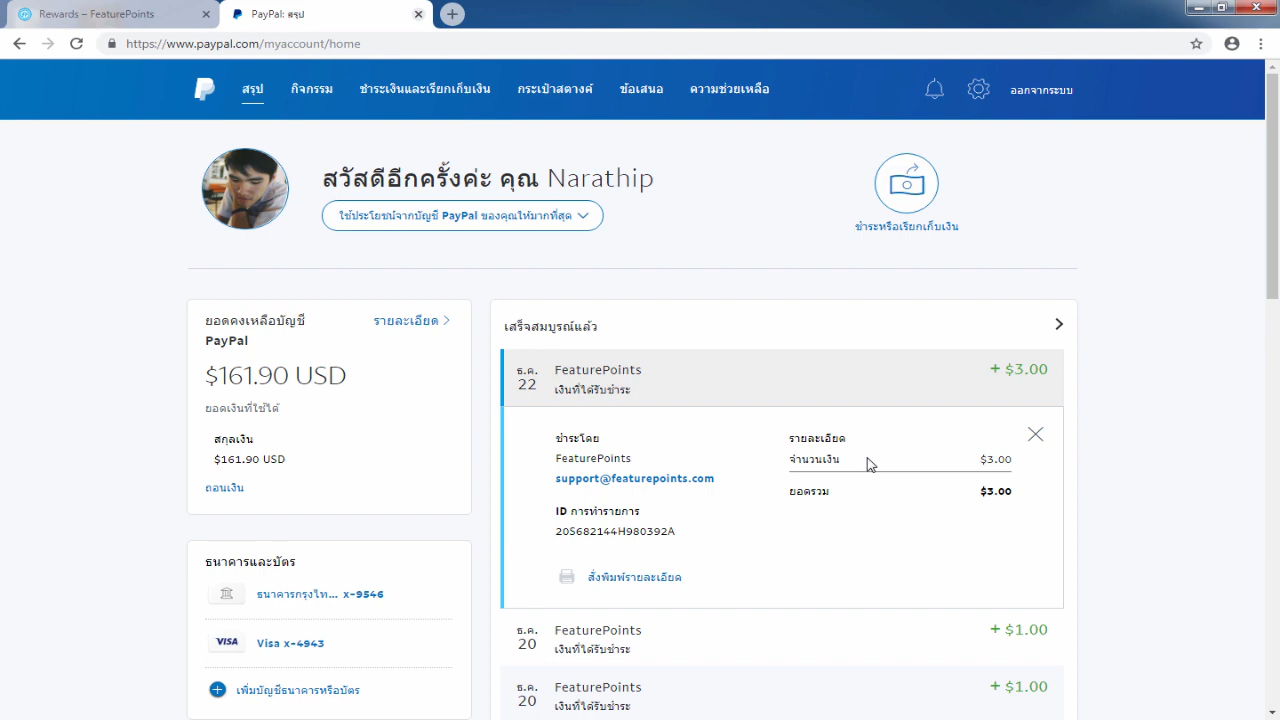 Rewards – FeaturePoints
PayPal: สรุป
https://www.paypal.com/myaccount/home
สรุป กิจกรรม ชำระเงินและเรียกเก็บเงิน กระเป๋าสตางค์ ข้อเสนอ ความช่วยเหลือ ออกจากระบบ
สวัสดีอีกครั้งค่ะ คุณ Narathip
ใช้ประโยชน์จากบัญชี PayPal ของคุณให้มากที่สุด
ชำระหรือเรียกเก็บเงิน
ยอดคงเหลือบัญชี
PayPal
รายละเอียด
$161.90 USD
ยอดเงินที่ใช้ได้
สกุลเงิน
$161.90 USD
ถอนเงิน
ธนาคารและบัตร
ธนาคารกรุงไท... x-9546
VISA
Visa x-4943
เพิ่มบัญชีธนาคารหรือบัตร
เสร็จสมบูรณ์แล้ว
ธ.ค.
22
FeaturePoints
เงินที่ได้รับชำระ
+ $3.00
ชำระโดย
FeaturePoints
support@featurepoints.com
ID การทำรายการ
20S682144H980392A
สั่งพิมพ์รายละเอียด
รายละเอียด
จำนวนเงิน $3.00
ยอดรวม $3.00
ธ.ค.
20
FeaturePoints
เงินที่ได้รับชำระ
+ $1.00
ธ.ค.
20
FeaturePoints
เงินที่ได้รับชำระ
+ $1.00